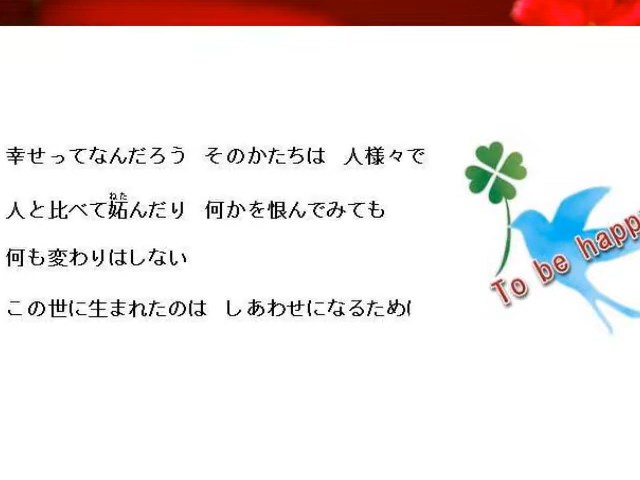 幸せってなんだろう　そのかたちは　人様々で
人と比べて妬んだり　何かを恨んでみても
何も変わりはしない
この世に生まれたのは　しあわせになるため
To be happ